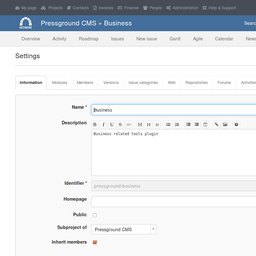 My page Projects Contacts Invoices Finance People Administration Help & Support
Pressground CMS » Business
Sear
Overview Activity Roadmap Issues New issue Gantt Agile Calendar News
Settings
Information Modules Members Versions Issue categories Wiki Repositories Forums Activities
Name *
Business
Description
B I U S
Business related tools plugin
Identifier *
pressground-business
Homepage
Public
Subproject of
Pressground CMS
Inherit members